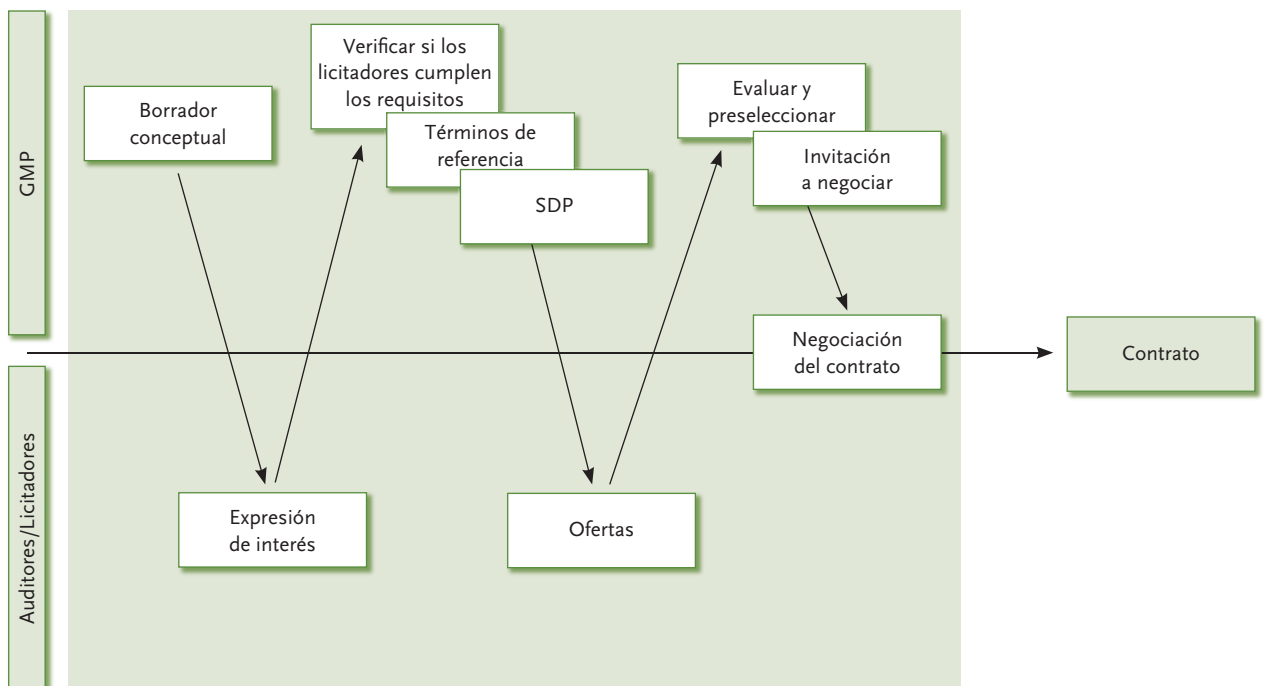 GMP
Borrador
conceptual
Verificar si los
licitadores cumplen
los requisitos
Términos de
referencia
SDP
Evaluar y
preseleccionar
Invitación
a negociar
Negociación
del contrato
Contrato
Auditores/Licitadores
Expresión
de interés
Ofertas